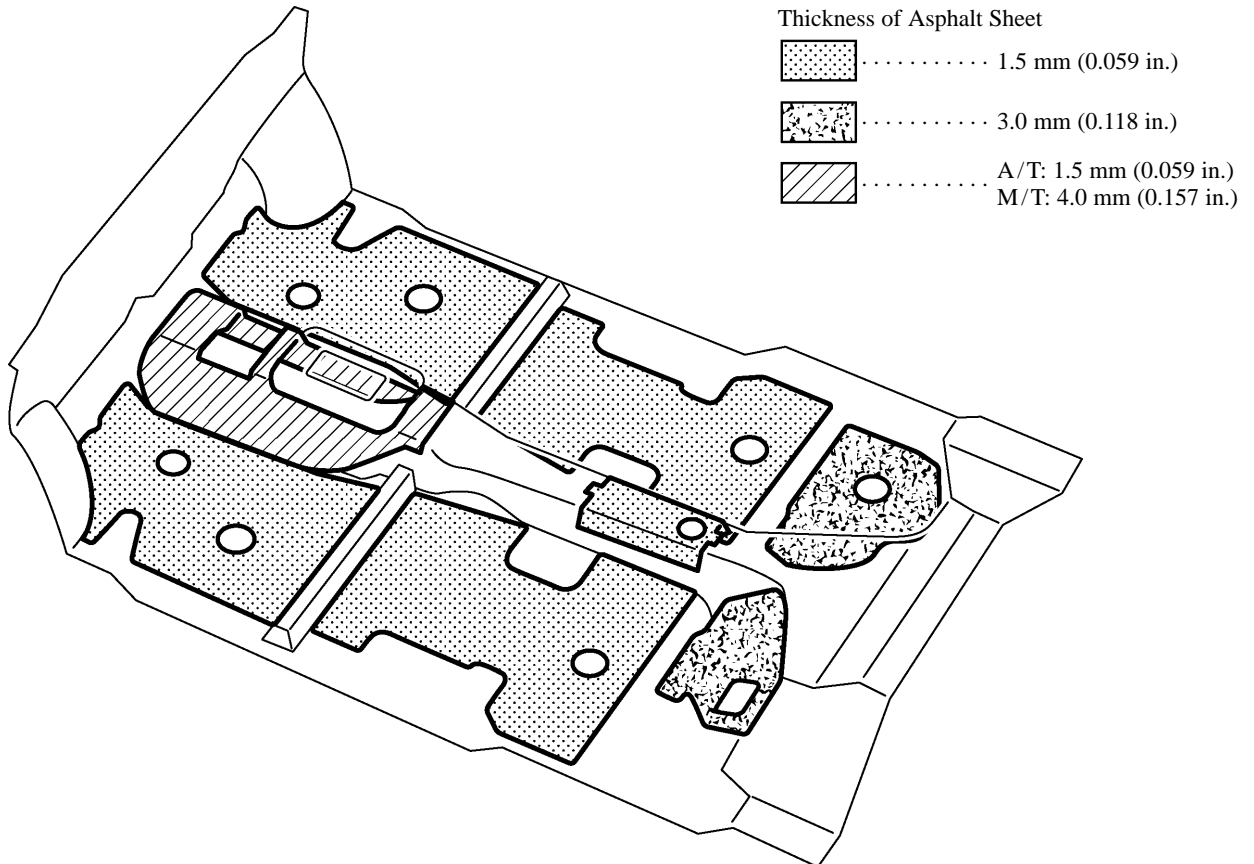 Thickness of Asphalt Sheet
. . . . . . . . . . . 1.5 mm (0.059 in.)
. . . . . . . . . . . 3.0 mm (0.118 in.)
. . . . . . . . . . . A/T: 1.5 mm (0.059 in.)
M/T: 4.0 mm (0.157 in.)